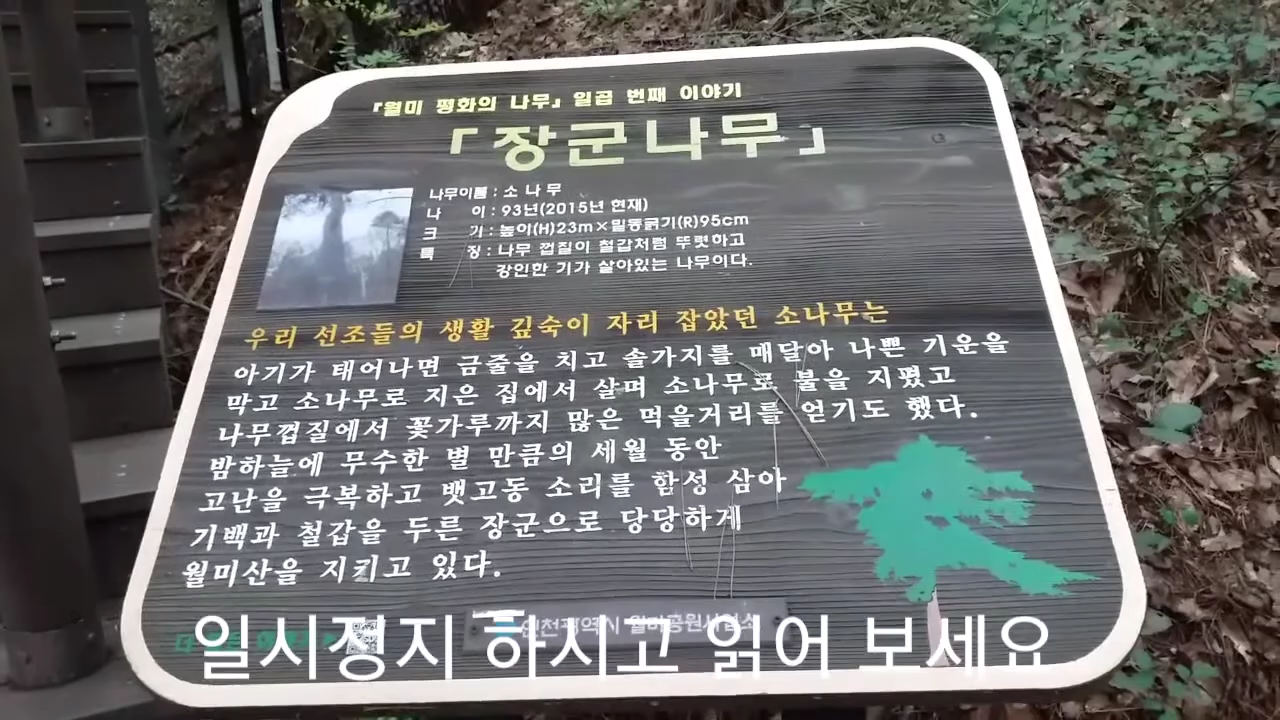 『월미 평화의 나무』 일곱 번째 이야기
「장군나무」
나무이름 : 소 나 무
나 이 : 93년(2015년 현재)
크 기 : 높이(H)23m×밑동굵기(R)95cm
특 징 : 나무 껍질이 철갑처럼 뚜렷하고
강인한 기가 살아있는 나무이다.
우리 선조들의 생활 깊숙이 자리 잡았던 소나무는
아기가 태어나면 금줄을 치고 솔가지를 매달아 나쁜 기운을
막고 소나무로 지은 집에서 살며 소나무로 불을 지폈고
나무껍질에서 꽃가루까지 많은 먹을거리를 얻기도 했다.
밤하늘에 무수한 별 만큼의 세월 동안
고난을 극복하고 뱃고동 소리를 함성 삼아
기백과 철갑을 두른 장군으로 당당하게
월미산을 지키고 있다.
인천광역시 월미공원사업소
일시정지 하시고 읽어 보세요